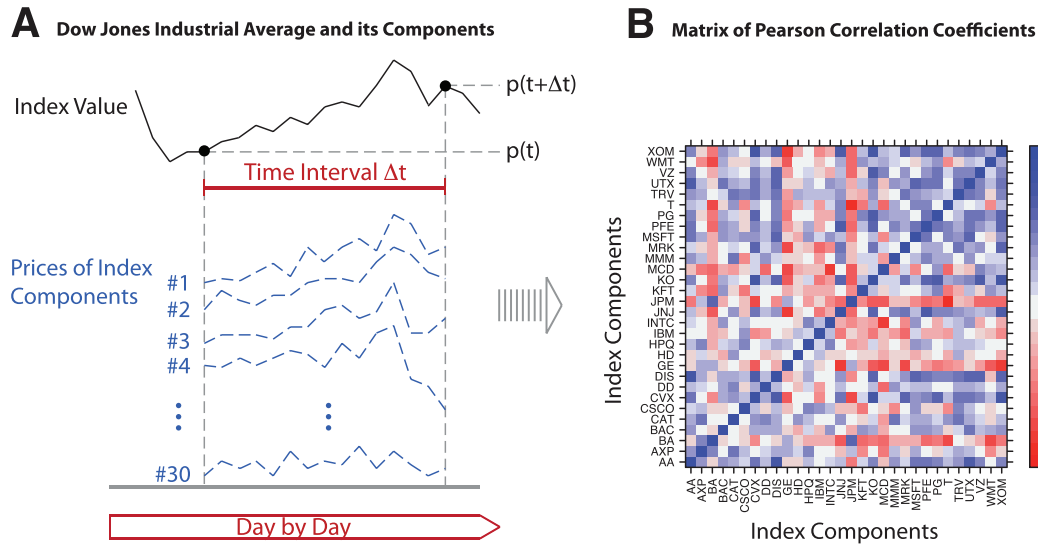 A Dow Jones Industrial Average and its Components
Index Value
p(t+Δt)
p(t)
Time Interval Δt
Prices of Index
Components
#1
#2
#3
#4
#30
Day by Day
B Matrix of Pearson Correlation Coefficients
Index Components
XOM
WMT
VZ
UTX
TRV
T
PG
PFE
MSFT
MRK
MMM
MCD
KO
KFT
JPM
JNJ
INTC
IBM
HPQ
HD
GE
DIS
DD
CVX
CSCO
CAT
BAC
BA
AXP
AA
AA
AXP
BA
BAC
CAT
CSCO
CVX
DD
DIS
GE
HD
HPQ
IBM
INTC
JNJ
JPM
KFT
KO
MCD
MMM
MRK
MSFT
PFE
PG
T
TRV
UTX
VZ
WMT
XOM
Index Components